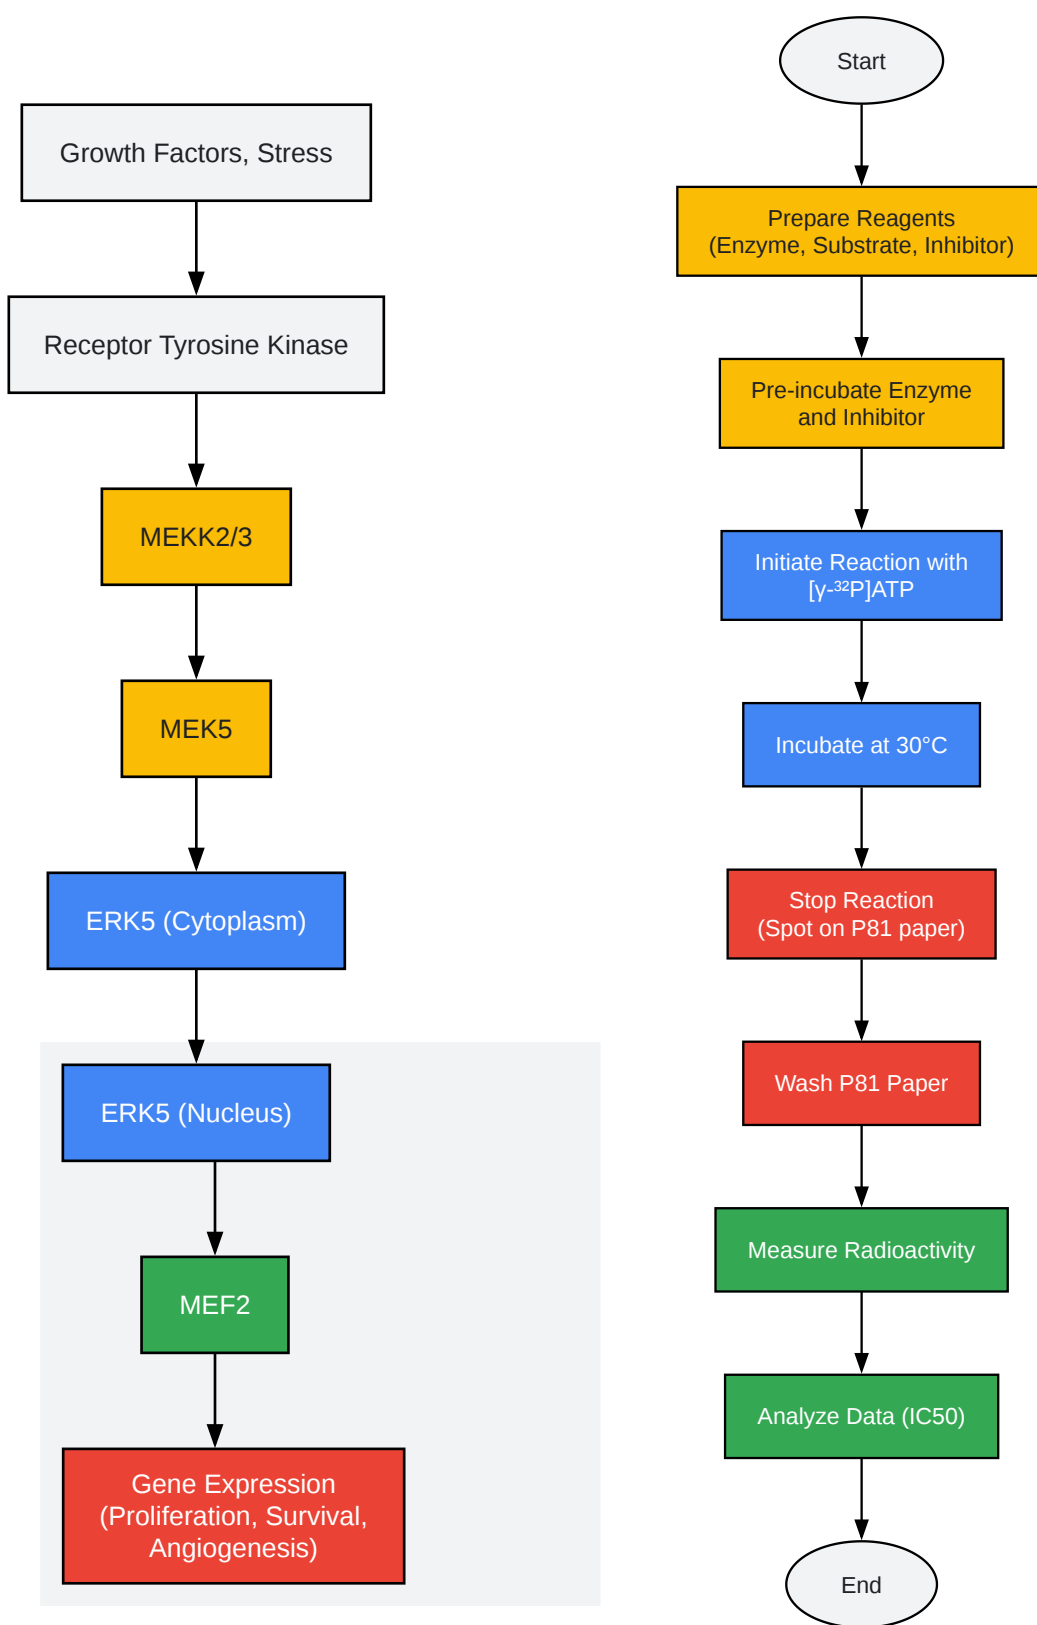 Growth Factors, Stress
Receptor Tyrosine Kinase
MEKK2/3
MEK5
ERK5 (Cytoplasm)
ERK5 (Nucleus)
MEF2
Gene Expression
(Proliferation, Survival,
Angiogenesis)
Start
Prepare Reagents
(Enzyme, Substrate, Inhibitor)
Pre-incubate Enzyme
and Inhibitor
Initiate Reaction with
[γ-³²P]ATP
Incubate at 30°C
Stop Reaction
(Spot on P81 paper)
Wash P81 Paper
Measure Radioactivity
Analyze Data (IC50)
End